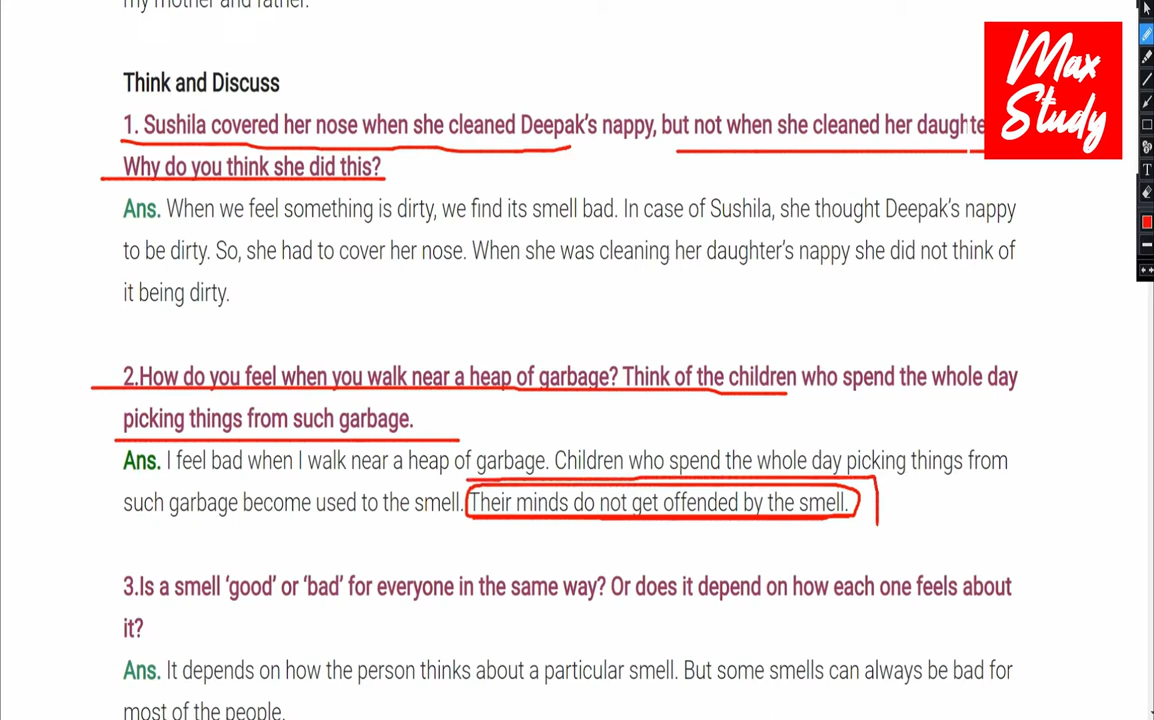 my mother and father.
Max
Study
Think and Discuss
1. Sushila covered her nose when she cleaned Deepak's nappy, but not when she cleaned her
Why do you think she did this?
Ans. When we feel something is dirty, we find its smell bad. In case of Sushila, she thought Deepak's nappy
to be dirty. So, she had to cover her nose. When she was cleaning her daughter's nappy she did not think of
it being dirty.
2.How do you feel when you walk near a heap of garbage? Think of the children who spend the whole day
picking things from such garbage.
Ans. I feel bad when I walk near a heap of garbage. Children who spend the whole day picking things from
such garbage become used to the smell. Their minds do not get offended by the smell.
3.Is a smell ‘good’ or ‘bad’ for everyone in the same way? Or does it depend on how each one feels about
it?
Ans. It depends on how the person thinks about a particular smell. But some smells can always be bad for
most of the people.